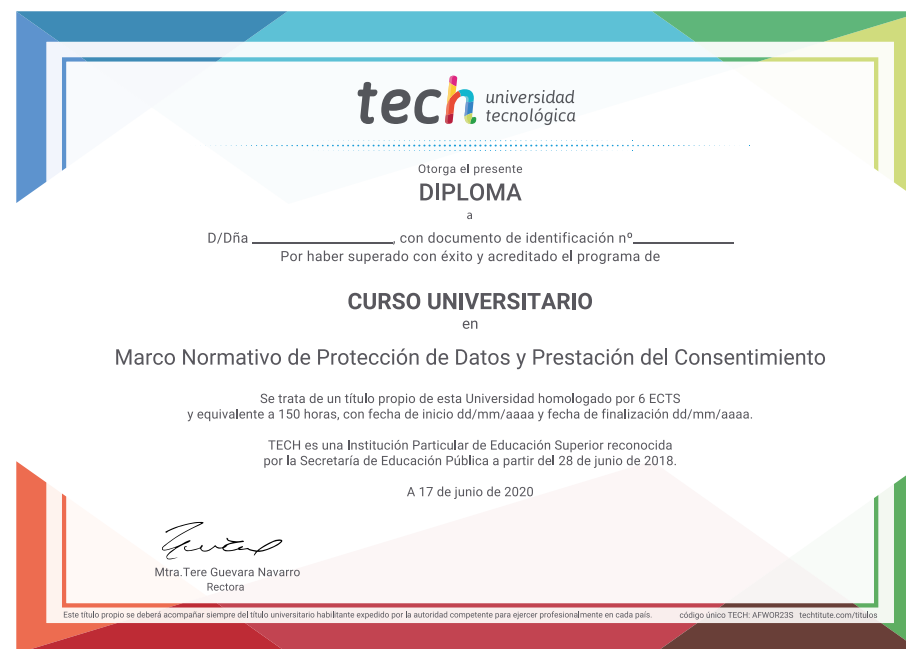 tech universidad
tecnológica
Otorga el presente
DIPLOMA
a
D/Dña ____________, con documento de identificación nº____________
Por haber superado con éxito y acreditado el programa de
CURSO UNIVERSITARIO
en
Marco Normativo de Protección de Datos y Prestación del Consentimiento
Se trata de un título propio de esta Universidad homologado por 6 ECTS
y equivalente a 150 horas, con fecha de inicio dd/mm/aaaa y fecha de finalización dd/mm/aaaa.
TECH es una Institución Particular de Educación Superior reconocida
por la Secretaría de Educación Pública a partir del 28 de junio de 2018.
A 17 de junio de 2020
Mtra.Tere Guevara Navarro
Rectora
Este título propio se deberá acompañar siempre del título universitario habilitante expedido por la autoridad competente para ejercer profesionalmente en cada país. código único TECH: AFWOR23S techtitute.com/titulos